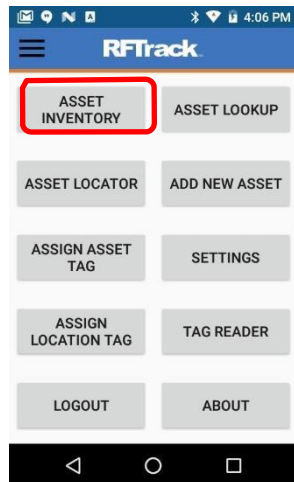 4:06 PM
RFTrack
ASSET
INVENTORY
ASSET LOOKUP
ASSET LOCATOR
ADD NEW ASSET
ASSIGN ASSET
TAG
SETTINGS
ASSIGN
LOCATION TAG
TAG READER
LOGOUT
ABOUT